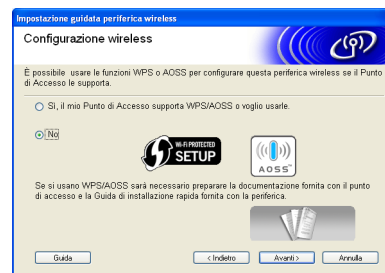 Impostazione guidata periferica wireless
Configurazione wireless
È possibile usare le funzioni WPS o AOSS per configurare questa periferica wireless se il Punto
di Accesso le supporta.
Sì, il mio Punto di Accesso supporta WPS/AOSS o voglio usarle.
No
WI-FI PROTECTED
SETUP
AOSS™
Se si usano WPS/AOSS sarà necessario preparare la documentazione fornita con il punto
di accesso e la Guida di installazione rapida fornita con la periferica.
Guida
< Indietro
Avanti >
Annulla